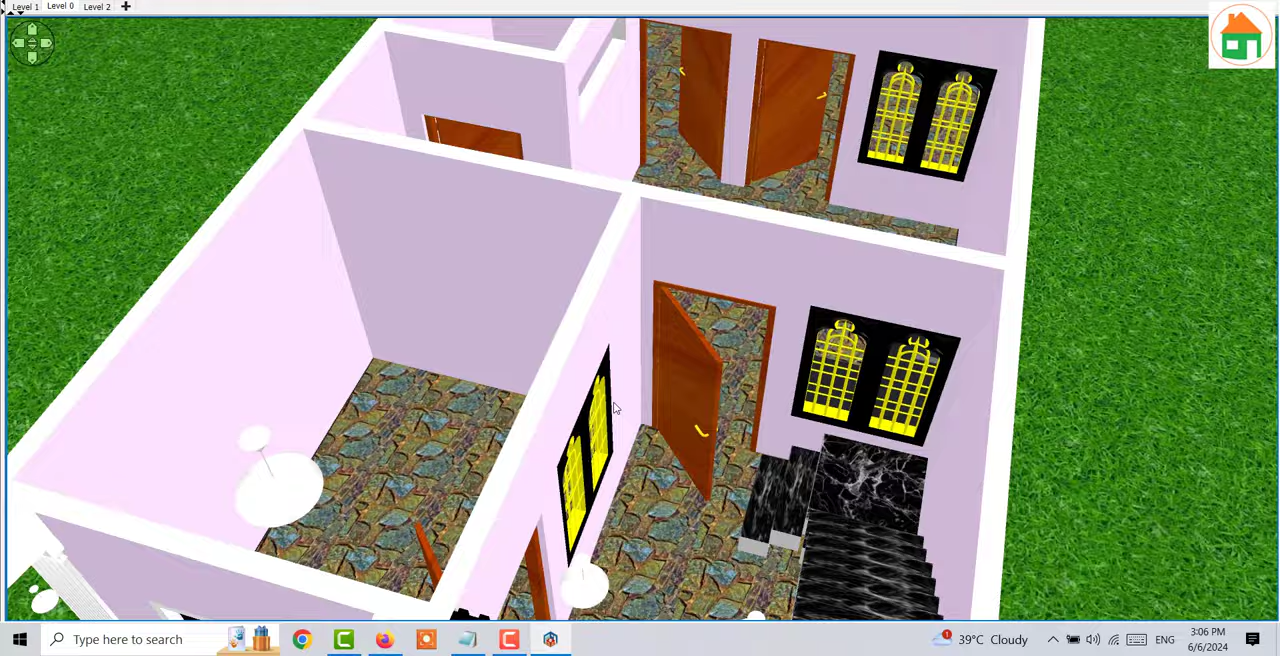 Level 1 Level 0 Level 2
Type here to search
1
39°C Cloudy
ENG
3:06 PM
6/6/2024